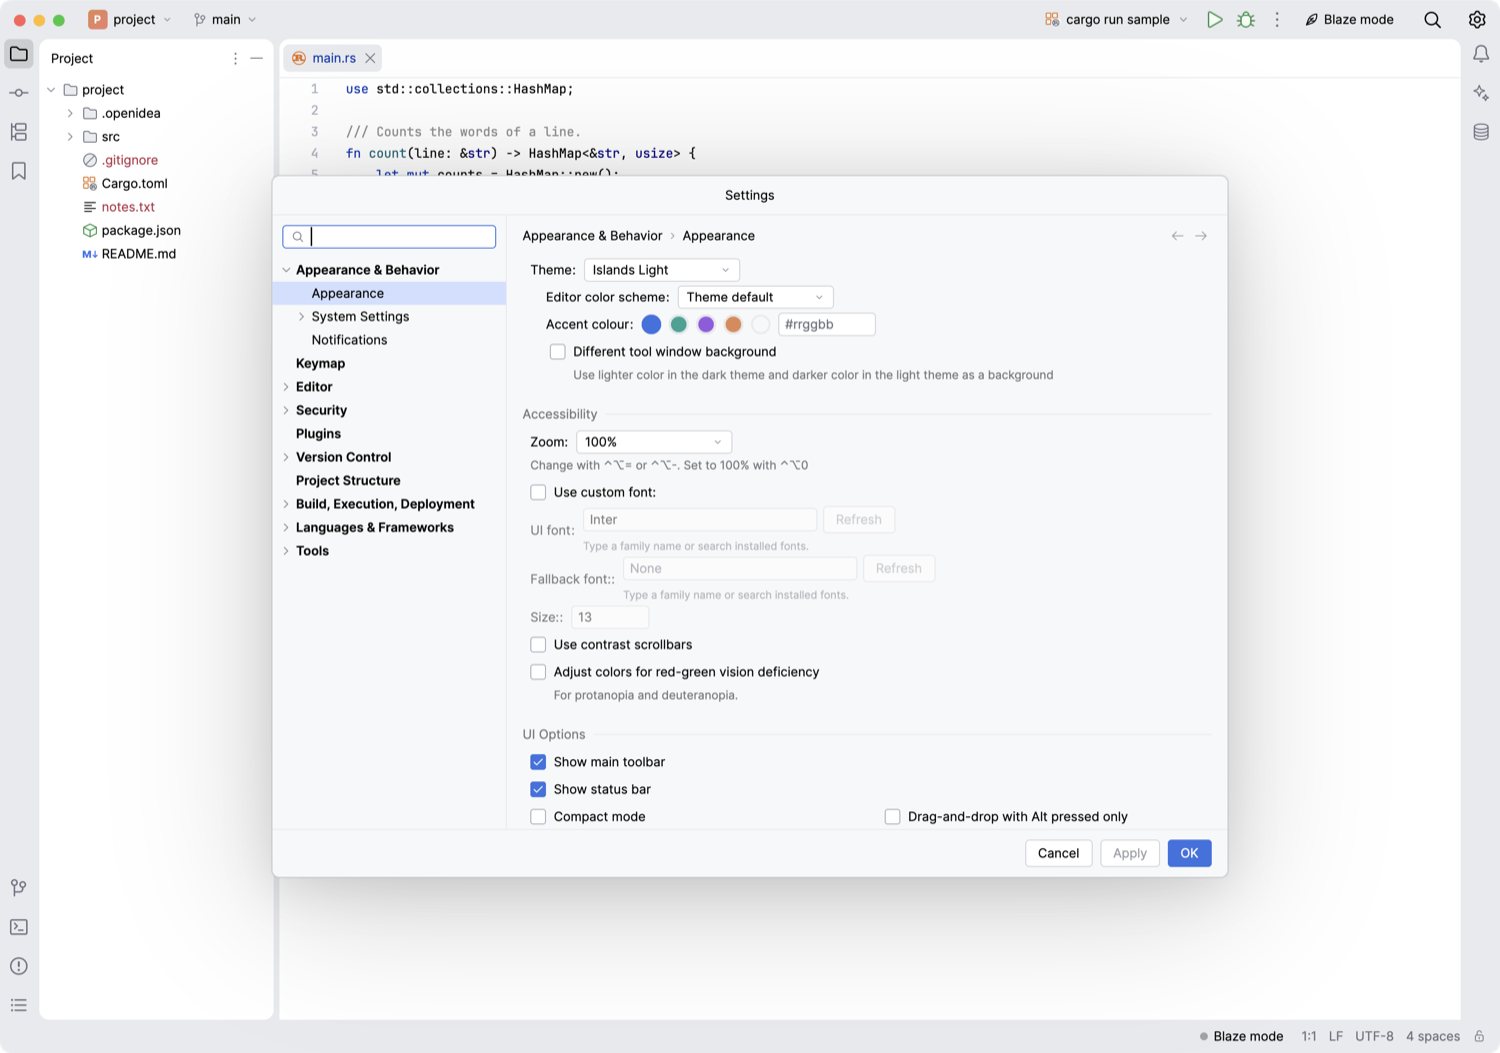 P project main cargo run sample Blaze mode
Project
main.rs
project
.openidea
src
.gitignore
Cargo.toml
notes.txt
package.json
M↓ README.md
1 use std::collections::HashMap;
2
3 /// Counts the words of a line.
4 fn count(line: &str) -> HashMap<&str, usize> {
5 let mut counts = HashMap::new();
Settings
Appearance & Behavior
Appearance
System Settings
Notifications
Keymap
Editor
Security
Plugins
Version Control
Project Structure
Build, Execution, Deployment
Languages & Frameworks
Tools
Appearance & Behavior › Appearance
Theme: Islands Light
Editor color scheme: Theme default
Accent colour: #rrggbb
Different tool window background
Use lighter color in the dark theme and darker color in the light theme as a background
Accessibility
Zoom: 100%
Change with ^⌥= or ^⌥-. Set to 100% with ^⌥0
Use custom font:
UI font: Inter Refresh
Type a family name or search installed fonts.
Fallback font:: None Refresh
Type a family name or search installed fonts.
Size:: 13
Use contrast scrollbars
Adjust colors for red-green vision deficiency
For protanopia and deuteranopia.
UI Options
Show main toolbar
Show status bar
Compact mode Drag-and-drop with Alt pressed only
Cancel Apply OK
Blaze mode 1:1 LF UTF-8 4 spaces